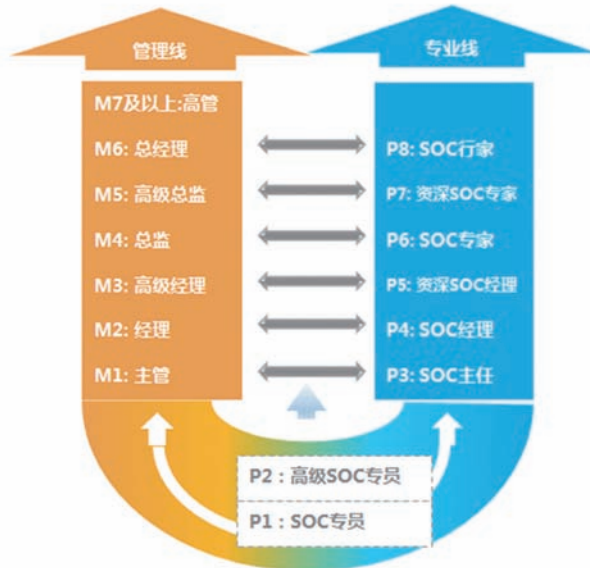 管理线
专业线
M7及以上:高管
M6: 总经理
P8: SOC行家
M5: 高级总监
P7: 资深SOC专家
M4: 总监
P6: SOC专家
M3: 高级经理
P5: 资深SOC经理
M2: 经理
P4: SOC经理
M1: 主管
P3: SOC主任
P2：高级SOC专员
P1：SOC专员